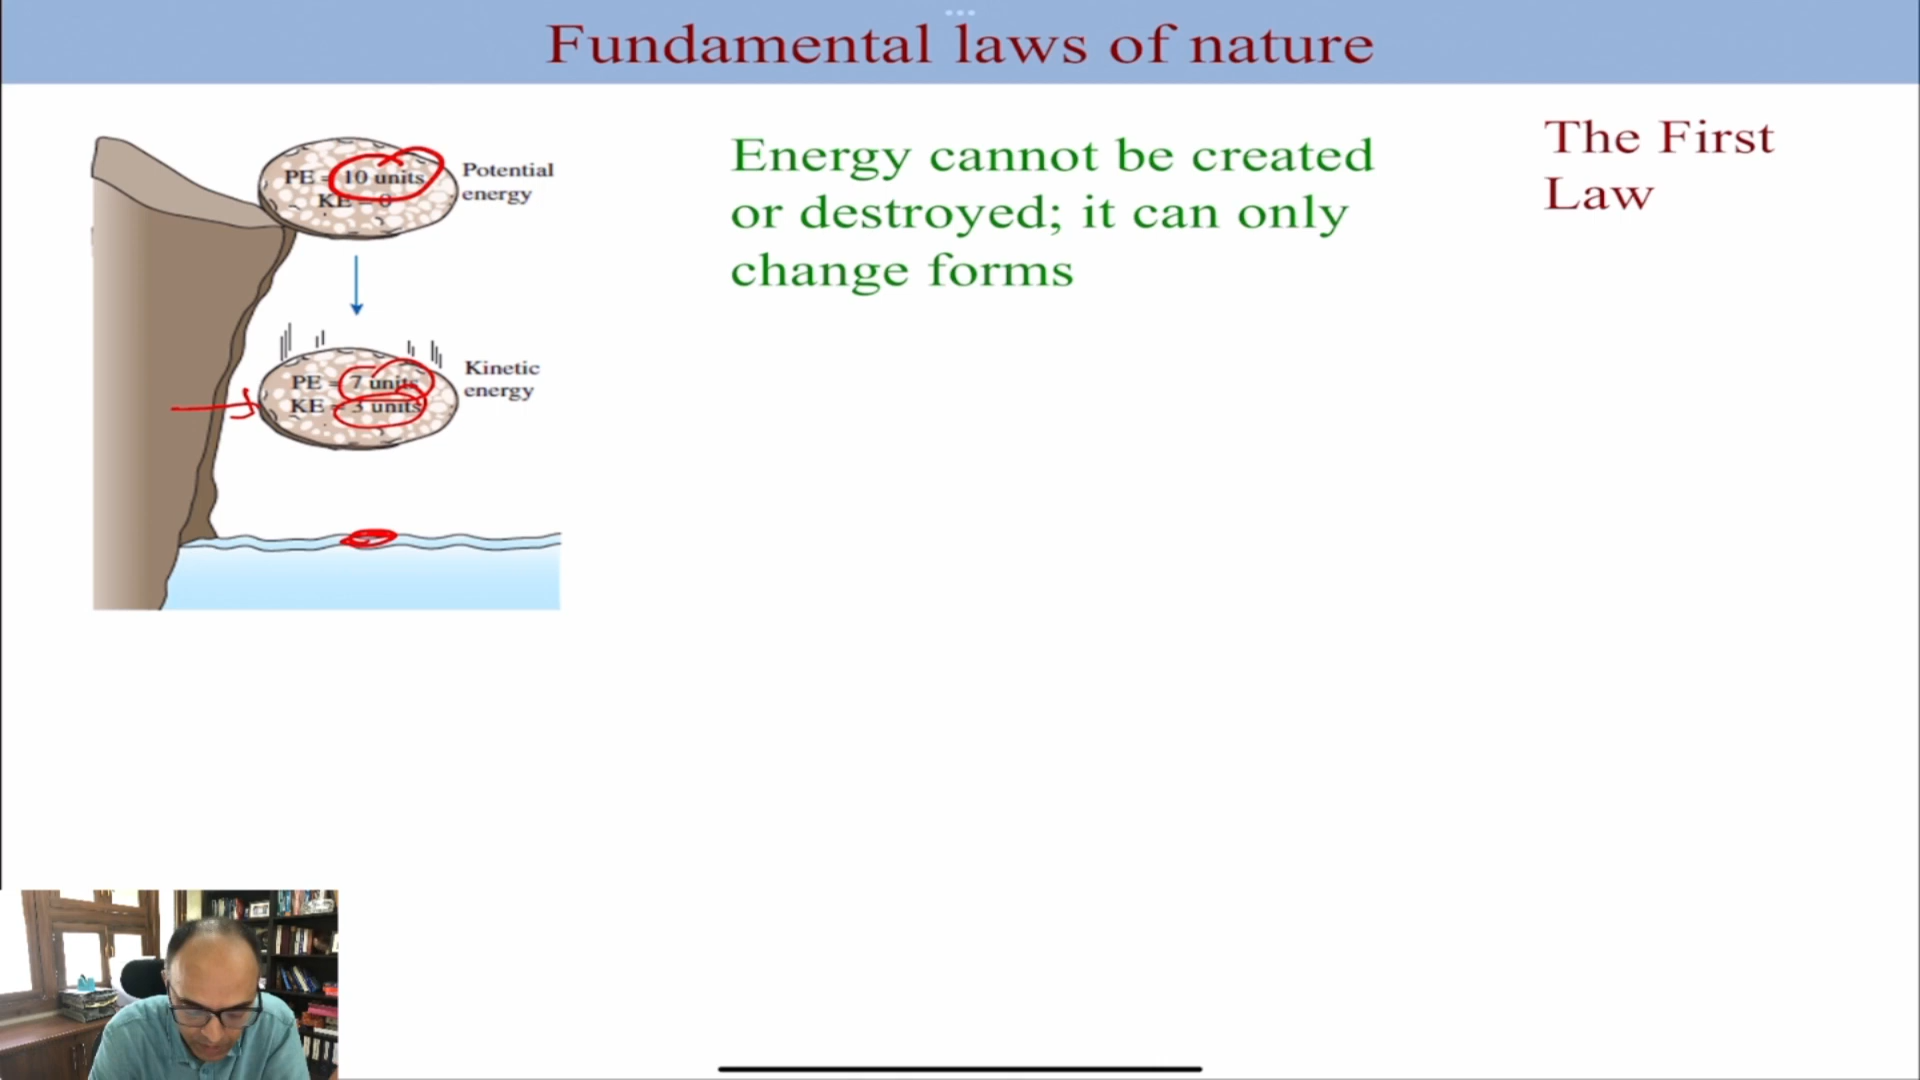 Fundamental laws of nature
PE = 10 units
KE = 0
Potential
energy
PE = 7 units
KE = 3 units
Kinetic
energy
Energy cannot be created
or destroyed; it can only
change forms
The First
Law